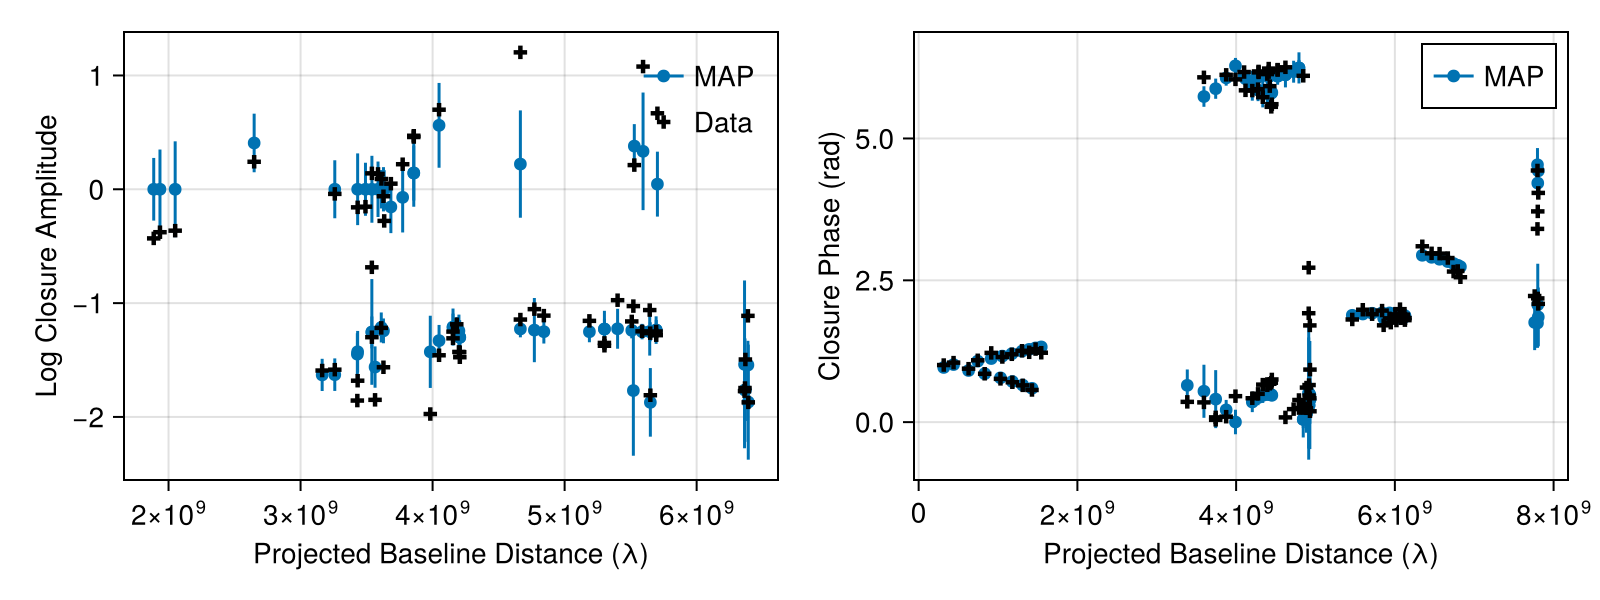 Log Closure Amplitude
1
0
−1
−2
2×10⁹ 3×10⁹ 4×10⁹ 5×10⁹ 6×10⁹
Projected Baseline Distance (λ)
MAP
Data
Closure Phase (rad)
5.0
2.5
0.0
0 2×10⁹ 4×10⁹ 6×10⁹ 8×10⁹
Projected Baseline Distance (λ)
MAP